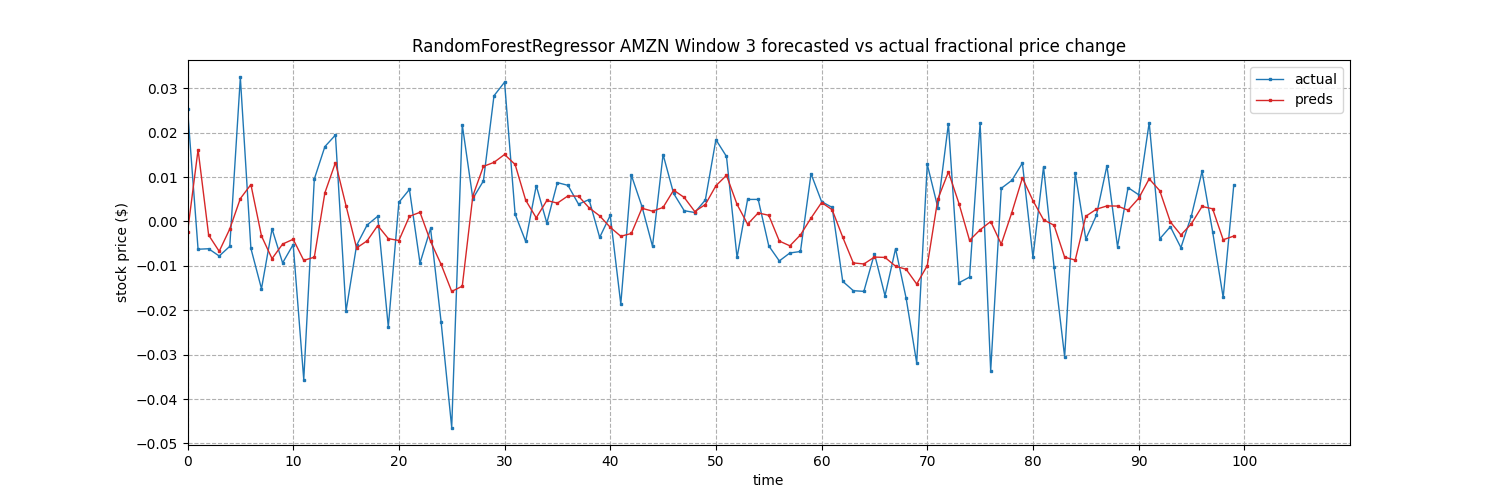 RandomForestRegressor AMZN Window 3 forecasted vs actual fractional price change
actual
preds
stock price ($)
0.03
0.02
0.01
0.00
−0.01
−0.02
−0.03
−0.04
−0.05
0 10 20 30 40 50 60 70 80 90 100
time